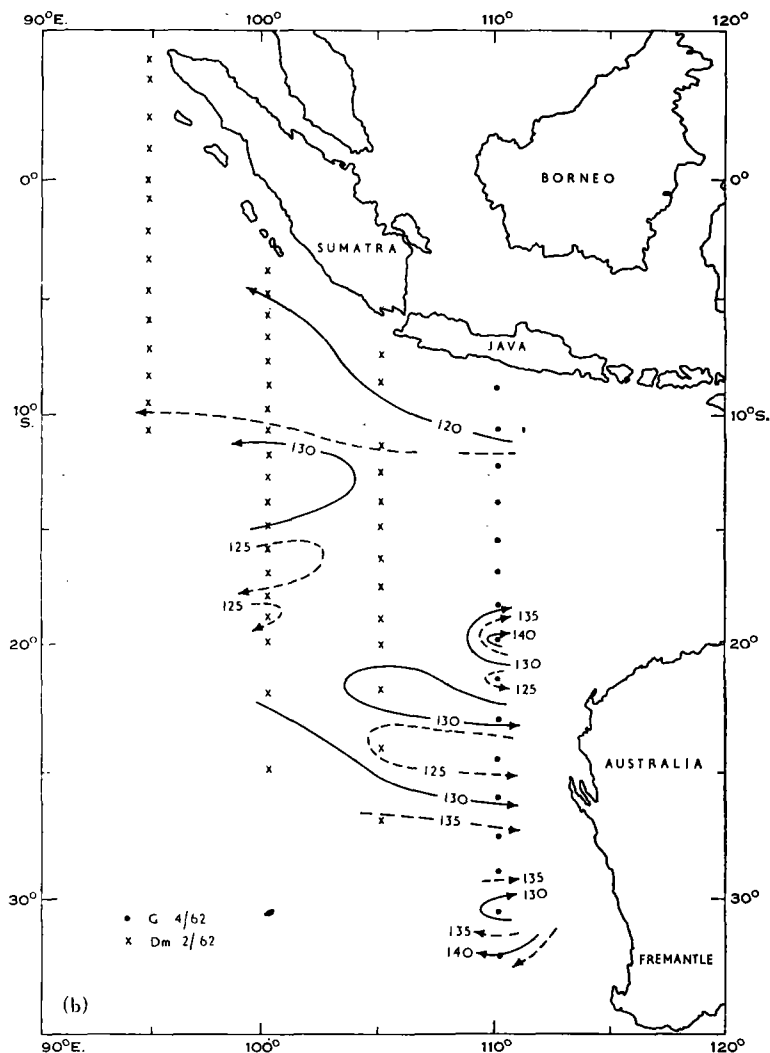 90°E.
100°
110°
120°
0°
BORNEO
0°
SUMATRA
JAVA
10°
S.
120
10°S.
130
125
125
135
140
20°
130
20°
125
130
125
AUSTRALIA
130
135
135
30°
130
30°
• G 4/62
135
x Dm 2/62
140
FREMANTLE
(b)
90°E.
100°
110°
120°